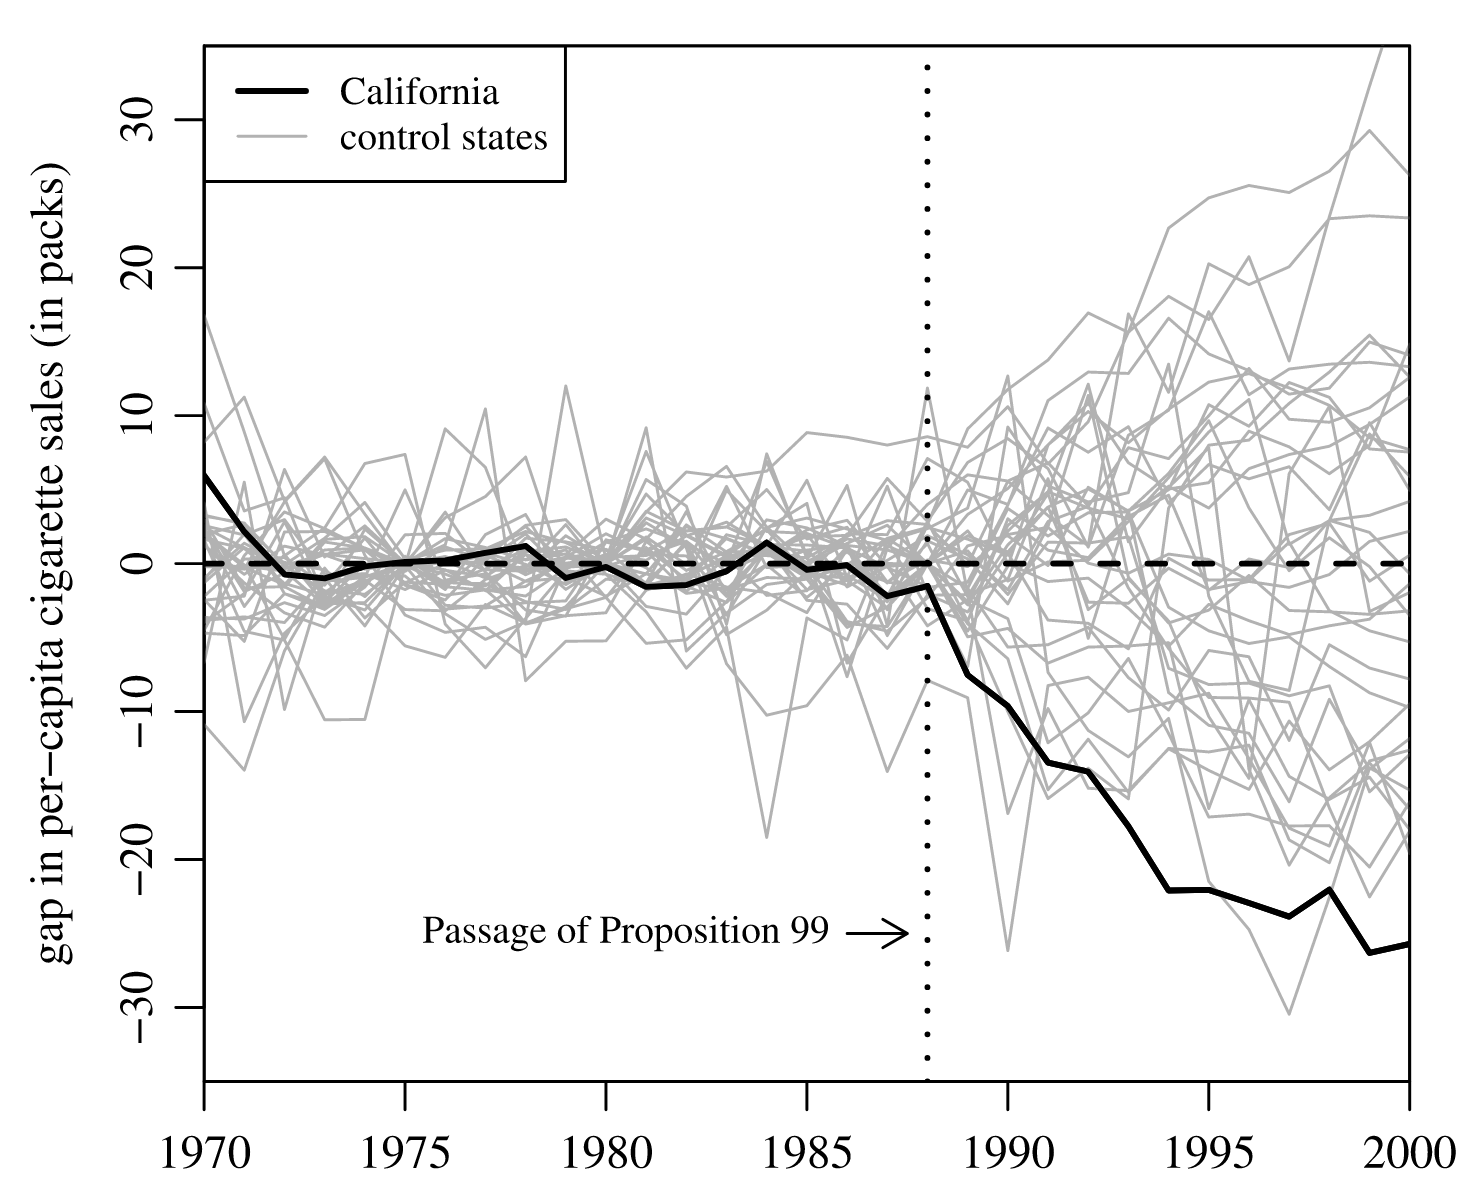 California
control states
30
20
10
0
−10
−20
−30
gap in per−capita cigarette sales (in packs)
Passage of Proposition 99
1970 1975 1980 1985 1990 1995 2000